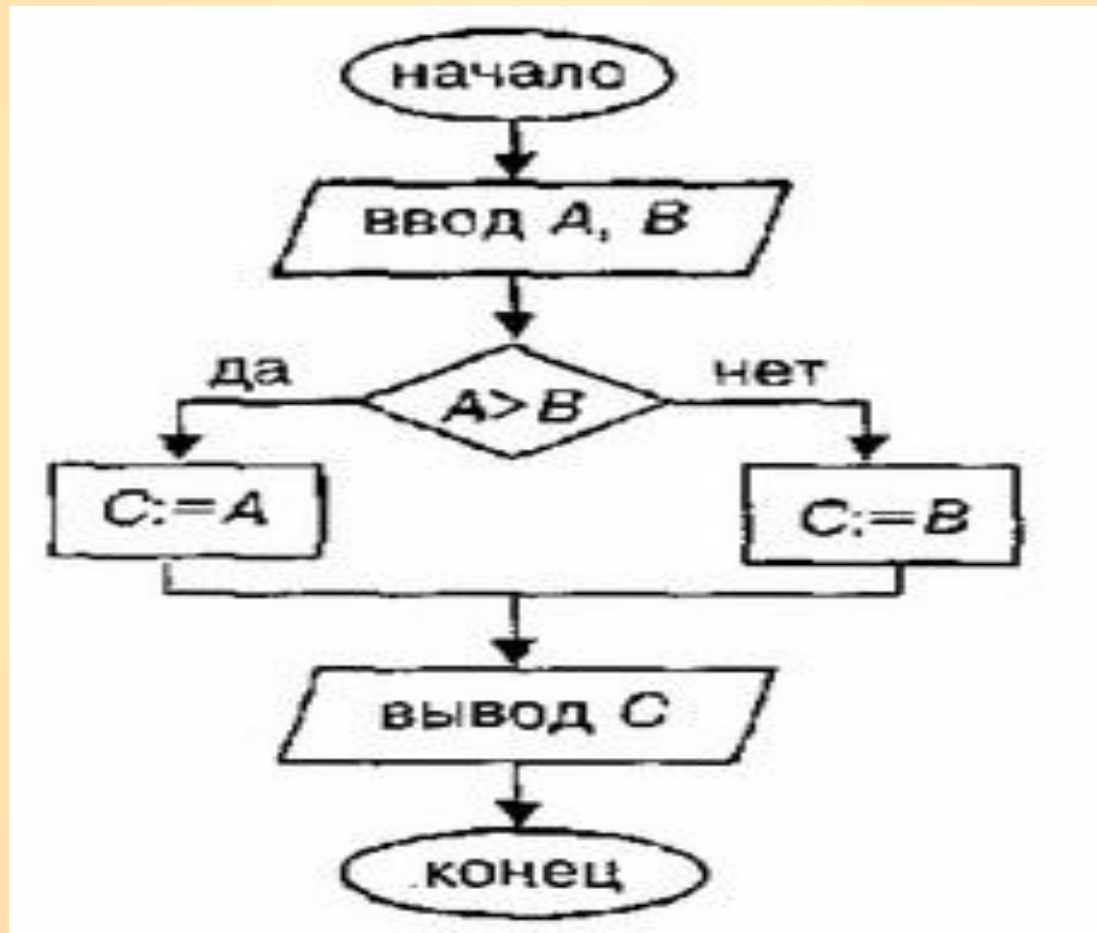 начало
ввод A, B
да
A>B
нет
C:=A
C:=B
вывод C
конец